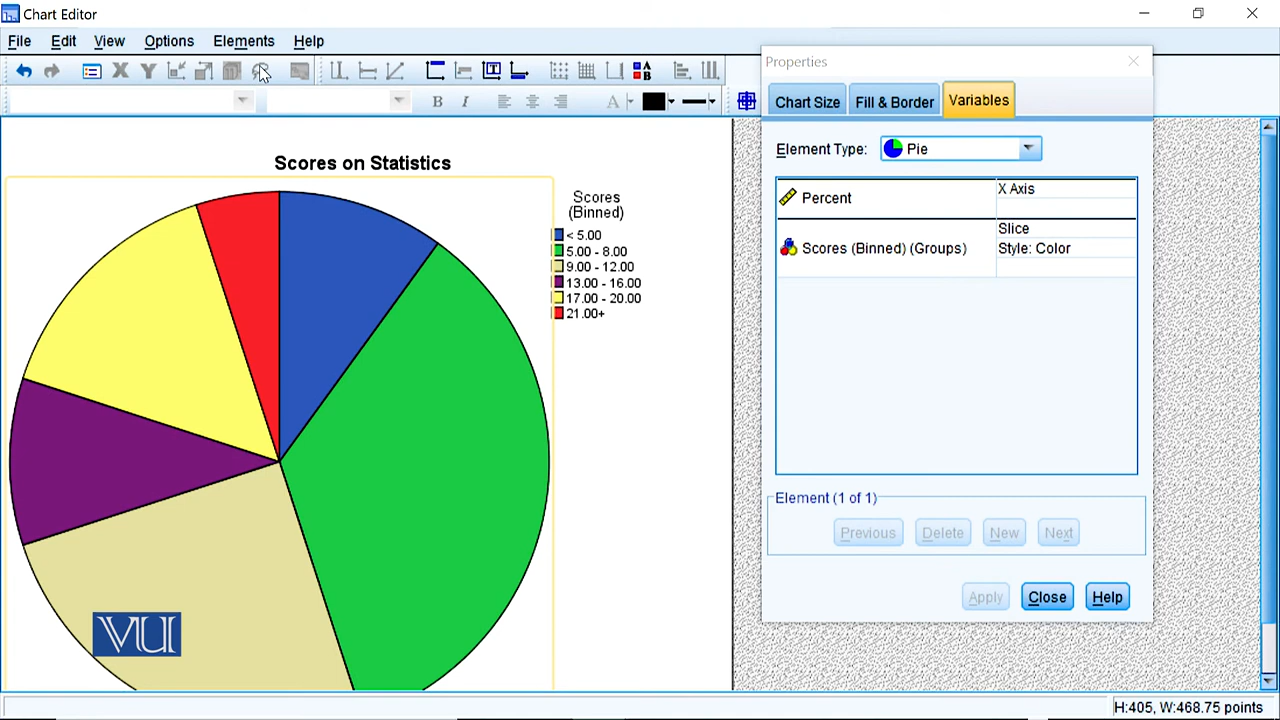 Chart Editor
File Edit View Options Elements Help
X Y
B I A
Scores on Statistics
Scores
(Binned)
< 5.00
5.00 - 8.00
9.00 - 12.00
13.00 - 16.00
17.00 - 20.00
21.00+
VU
Properties
Chart Size Fill & Border Variables
Element Type: Pie
Percent X Axis
Slice
Scores (Binned) (Groups) Style: Color
Element (1 of 1)
Previous Delete New Next
Apply Close Help
H:405, W:468.75 points